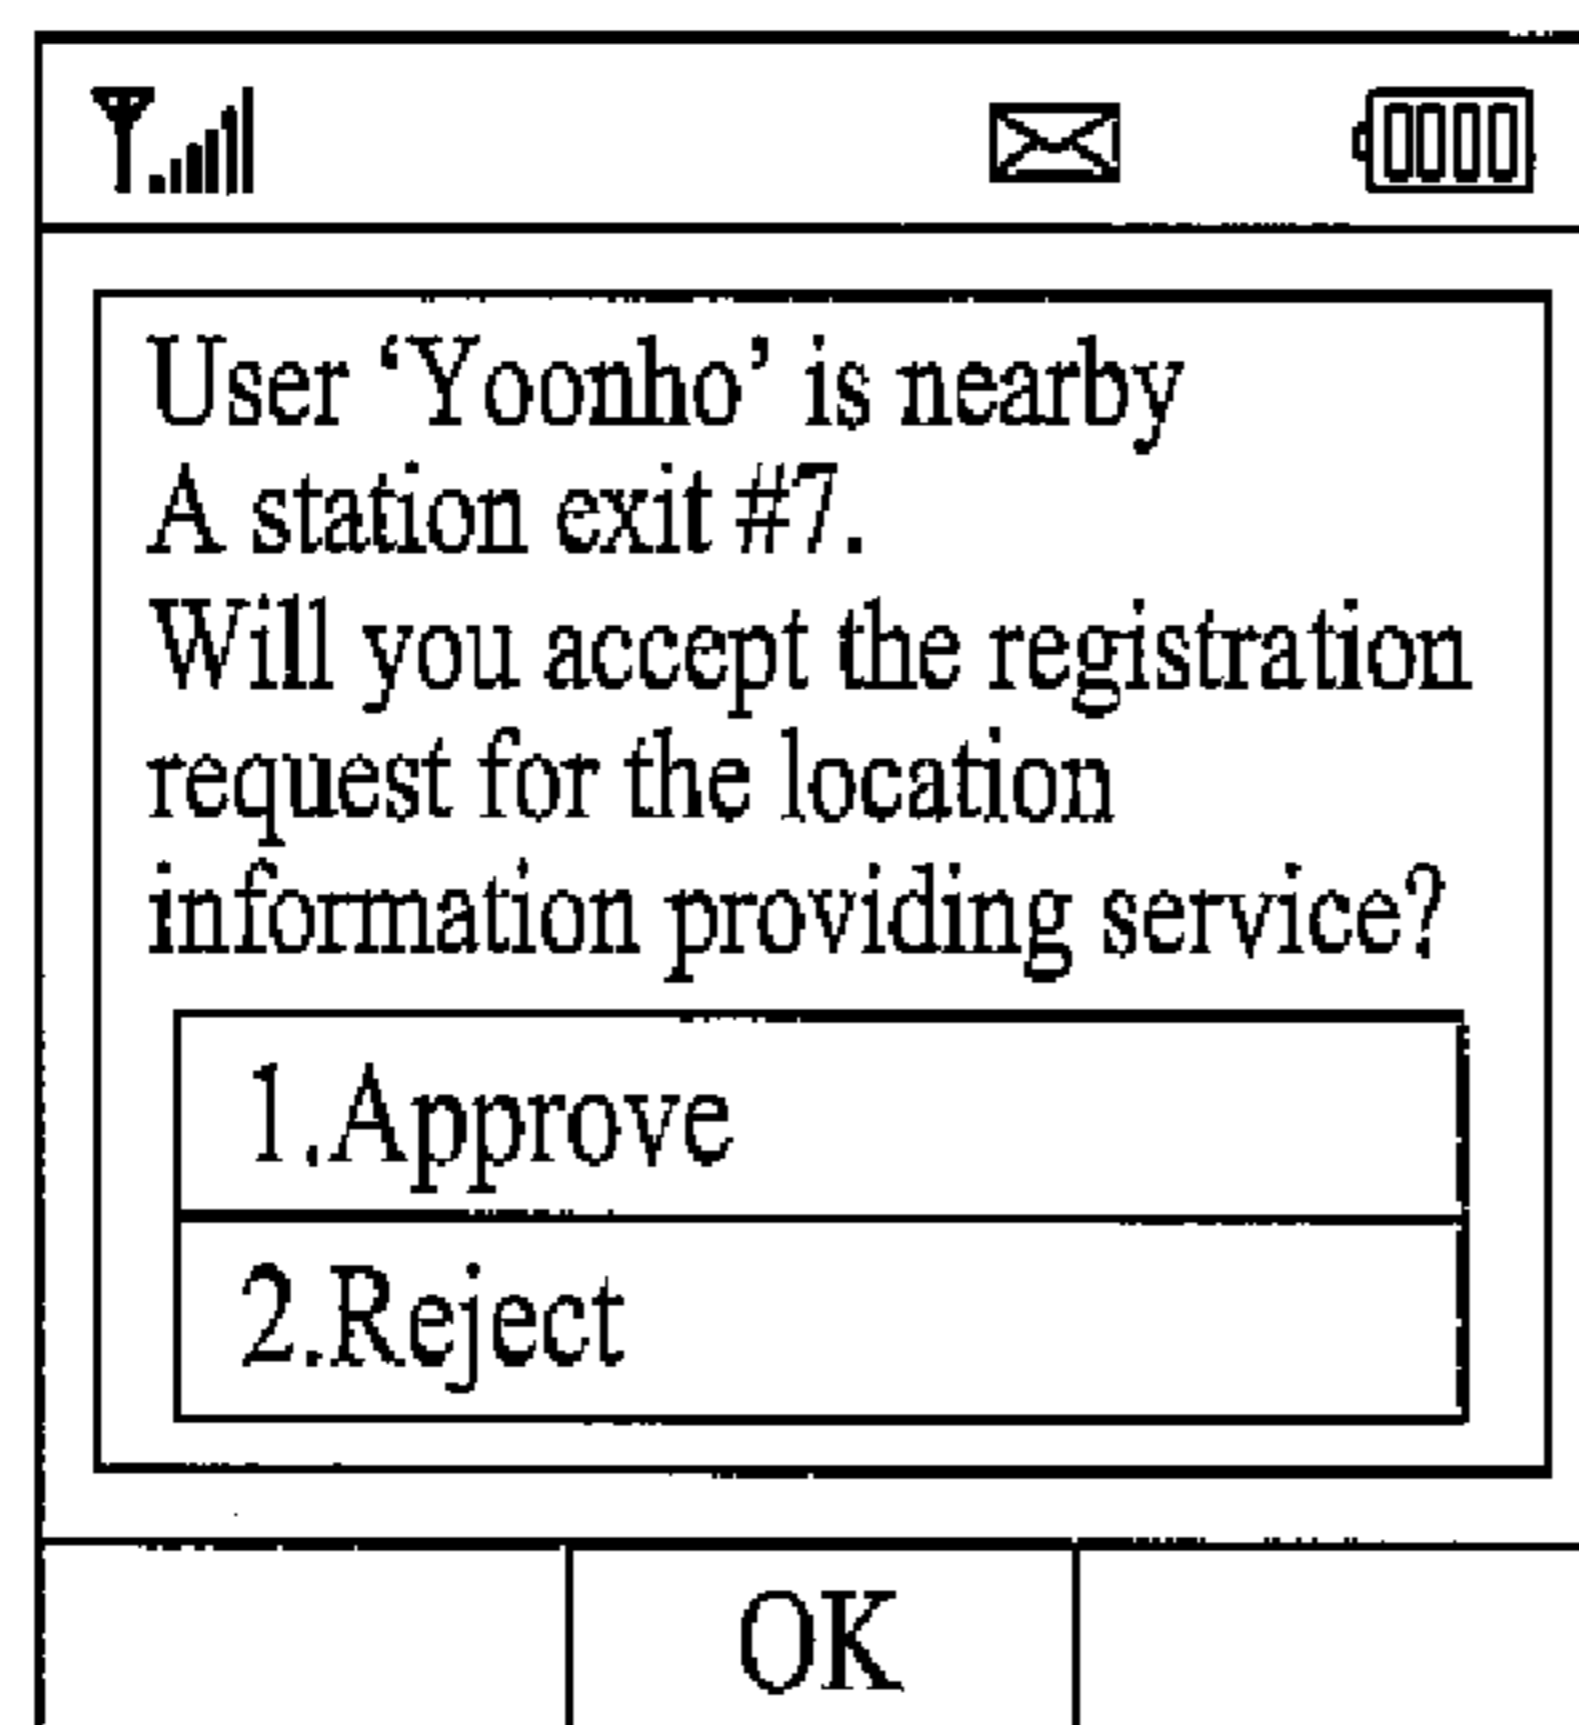 User ‘Yoonho’ is nearby
A station exit #7.
Will you accept the registration
request for the location
information providing service?
1.Approve
2.Reject
OK